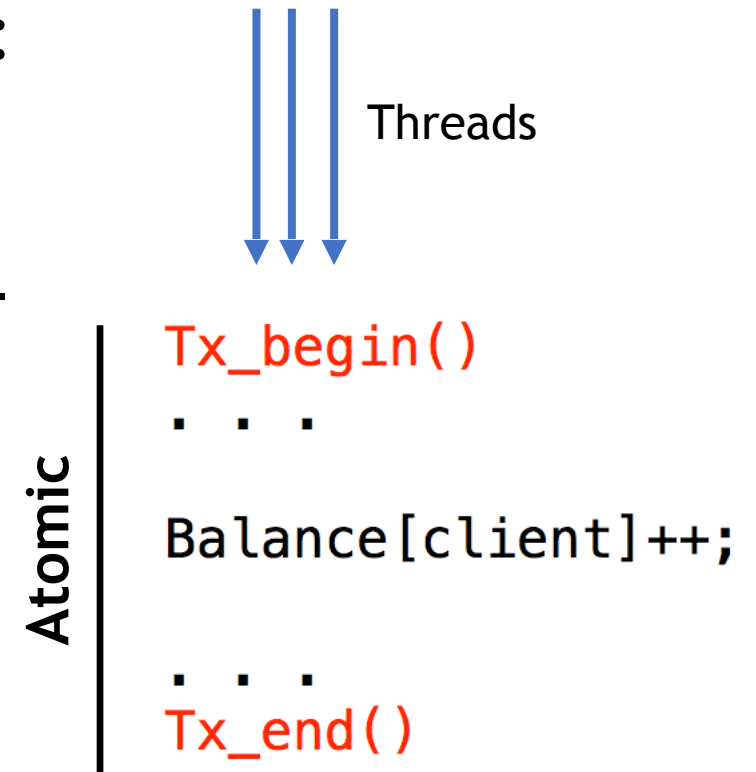 :
Threads
Tx_begin()
. . .
Balance[client]++;
. . .
Tx_end()
Atomic